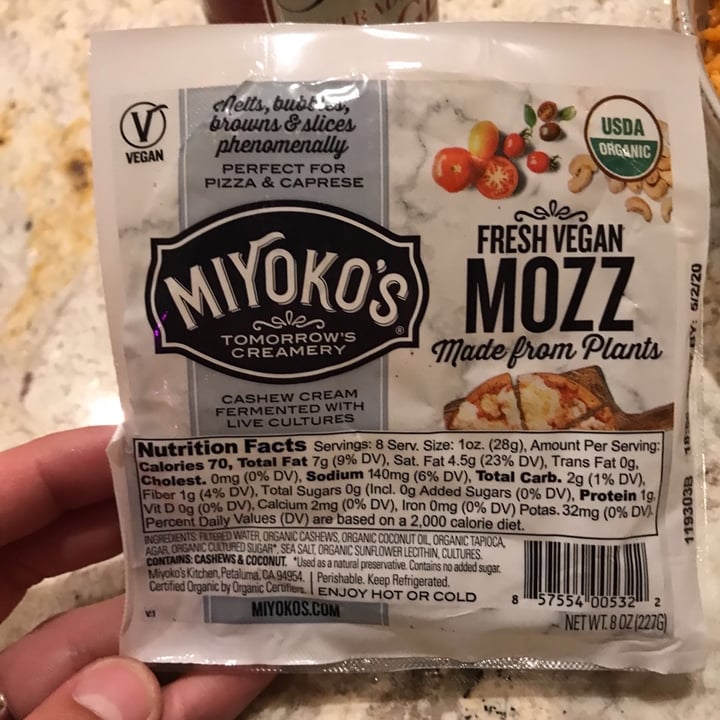 Melts, bubbles,
browns & slices
phenomenally
PERFECT FOR
PIZZA & CAPRESE
V
VEGAN
USDA
ORGANIC
MIYOKO'S
®
TOMORROW'S
CREAMERY
FRESH VEGAN
MOZZ
Made from Plants
CASHEW CREAM
FERMENTED WITH
LIVE CULTURES
Nutrition Facts Servings: 8 Serv. Size: 1oz. (28g), Amount Per Serving:
Calories 70, Total Fat 7g (9% DV), Sat. Fat 4.5g (23% DV), Trans Fat 0g,
Cholest. 0mg (0% DV), Sodium 140mg (6% DV), Total Carb. 2g (1% DV),
Fiber 1g (4% DV), Total Sugars 0g (Incl. 0g Added Sugars (0% DV), Protein 1g,
Vit D 0g (0% DV), Calcium 2mg (0% DV), Iron 0mg (0% DV) Potas. 32mg (0% DV).
Percent Daily Values (DV) are based on a 2,000 calorie diet.
INGREDIENTS: FILTERED WATER, ORGANIC CASHEWS, ORGANIC COCONUT OIL, ORGANIC TAPIOCA,
AGAR, ORGANIC CULTURED SUGAR*, SEA SALT, ORGANIC SUNFLOWER LECITHIN, CULTURES.
CONTAINS: CASHEWS & COCONUT. *Used as a natural preservative. Contains no added sugar.
Miyoko's Kitchen, Petaluma, CA 94954. | Perishable. Keep Refrigerated.
Certified Organic by Organic Certifiers. | ENJOY HOT OR COLD
V.1
MIYOKOS.COM
8 57554 00532 2
NET WT. 8 OZ (227G)
119303B
BY: 5/2/20